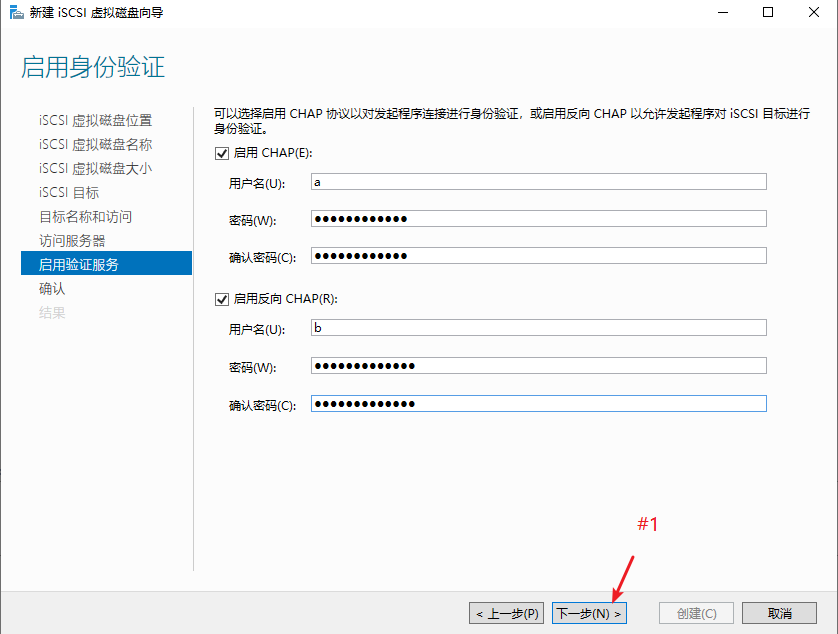 新建 iSCSI 虚拟磁盘向导
启用身份验证
iSCSI 虚拟磁盘位置
iSCSI 虚拟磁盘名称
iSCSI 虚拟磁盘大小
iSCSI 目标
目标名称和访问
访问服务器
启用验证服务
确认
结果
可以选择启用 CHAP 协议以对发起程序连接进行身份验证，或启用反向 CHAP 以允许发起程序对 iSCSI 目标进行
身份验证。
启用 CHAP(E):
用户名(U): a
密码(W): ●●●●●●●●●●●●
确认密码(C): ●●●●●●●●●●●●
启用反向 CHAP(R):
用户名(U): b
密码(W): ●●●●●●●●●●●●●
确认密码(C): ●●●●●●●●●●●●●
#1
< 上一步(P) 下一步(N) > 创建(C) 取消